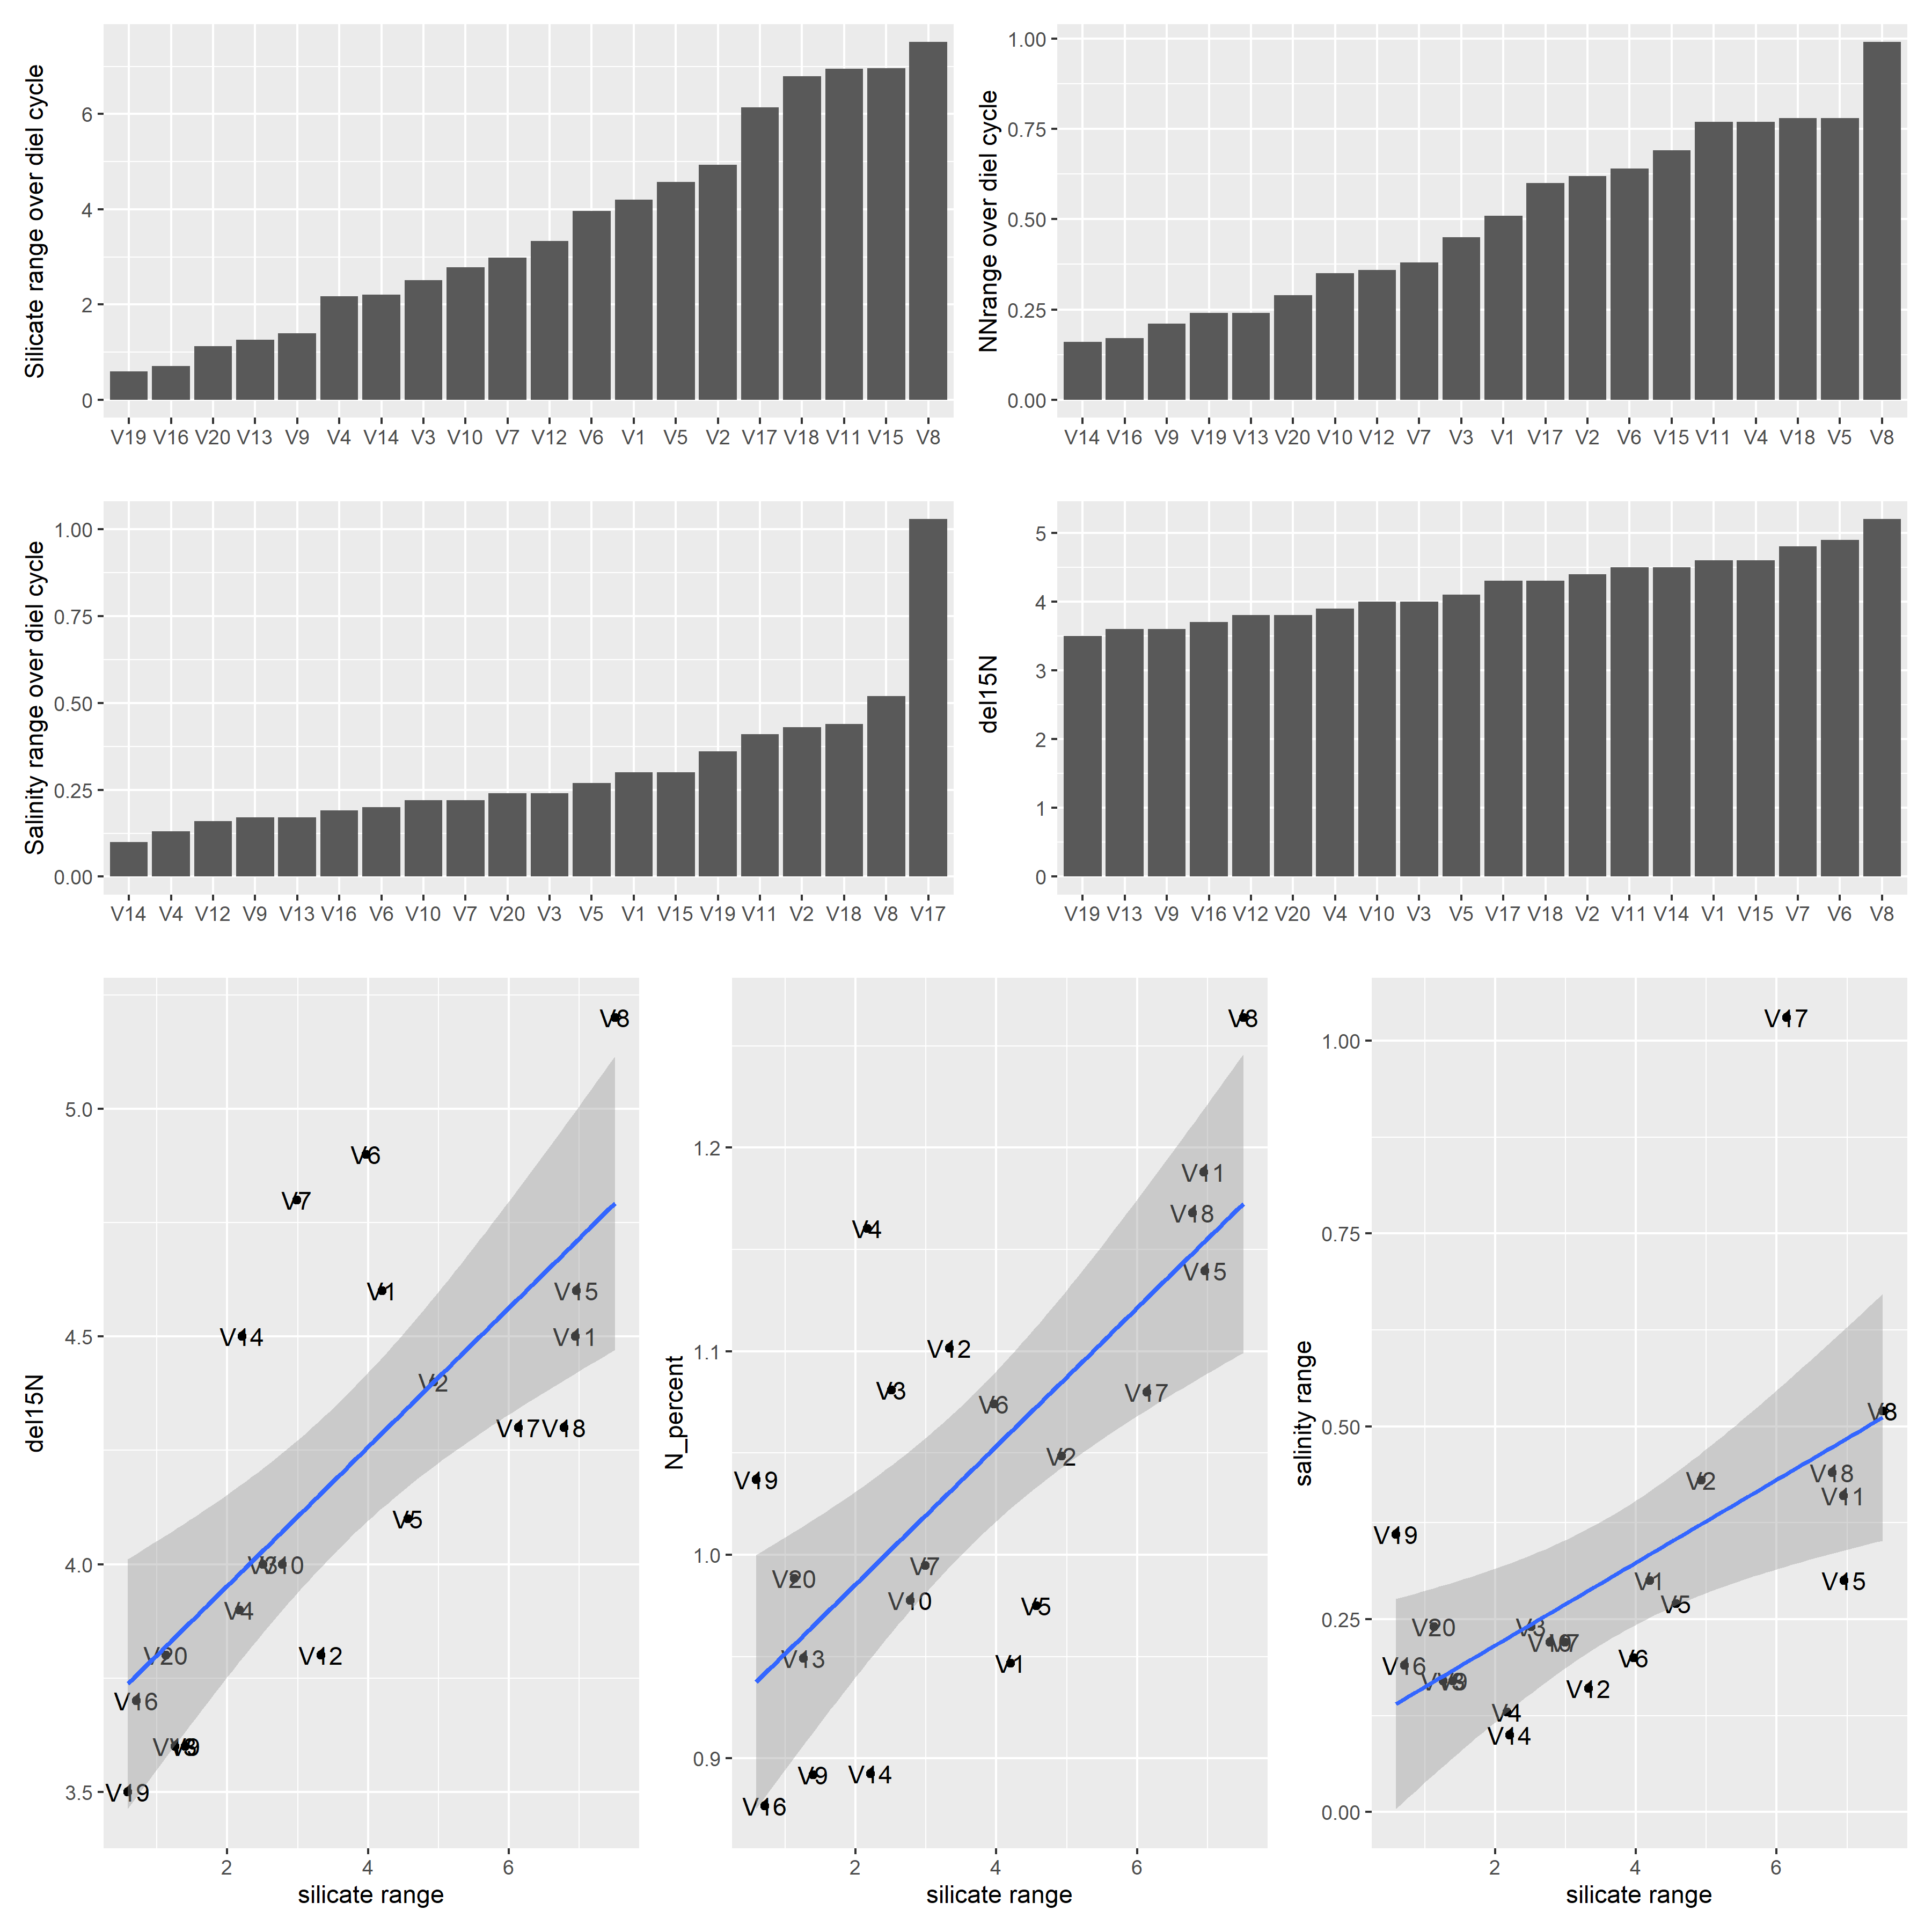 Silicate range over diel cycle
6
4
2
0
V19 V16 V20 V13 V9 V4 V14 V3 V10 V7 V12 V6 V1 V5 V2 V17 V18 V11 V15 V8
NNrange over diel cycle
1.00
0.75
0.50
0.25
0.00
V14 V16 V9 V19 V13 V20 V10 V12 V7 V3 V1 V17 V2 V6 V15 V11 V4 V18 V5 V8
Salinity range over diel cycle
1.00
0.75
0.50
0.25
0.00
V14 V4 V12 V9 V13 V16 V6 V10 V7 V20 V3 V5 V1 V15 V19 V11 V2 V18 V8 V17
del15N
5
4
3
2
1
0
V19 V13 V9 V16 V12 V20 V4 V10 V3 V5 V17 V18 V2 V11 V14 V1 V15 V7 V6 V8
del15N
5.0
4.5
4.0
3.5
V8
V6
V7
V1
V15
V14
V11
V2
V17 V18
V5
V3 V10
V4
V20
V12
V16
V13 V9
V19
2 4 6
silicate range
N_percent
1.2
1.1
1.0
0.9
V8
V11
V18
V4
V15
V12
V3
V17
V6
V2
V19
V7
V20
V10
V5
V13
V1
V9
V14
V16
2 4 6
silicate range
salinity range
1.00
0.75
0.50
0.25
0.00
V17
V8
V18
V2
V11
V19
V1
V15
V5
V20
V3
V10 V7
V6
V16
V13 V9
V12
V4
V14
2 4 6
silicate range